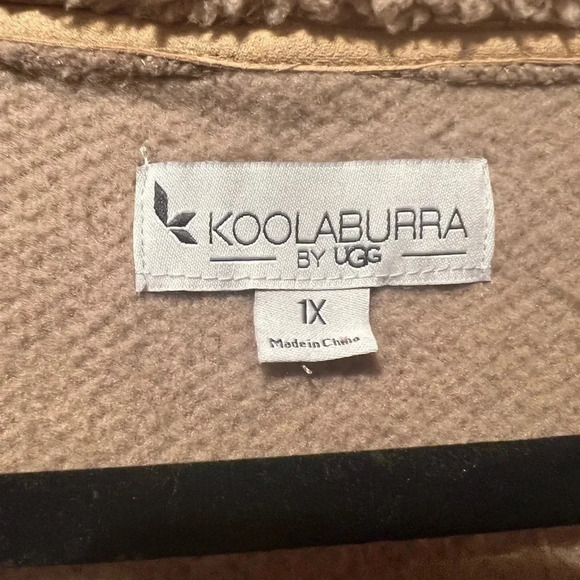 KOOLABURRA
BY UGG
1X
Made in China